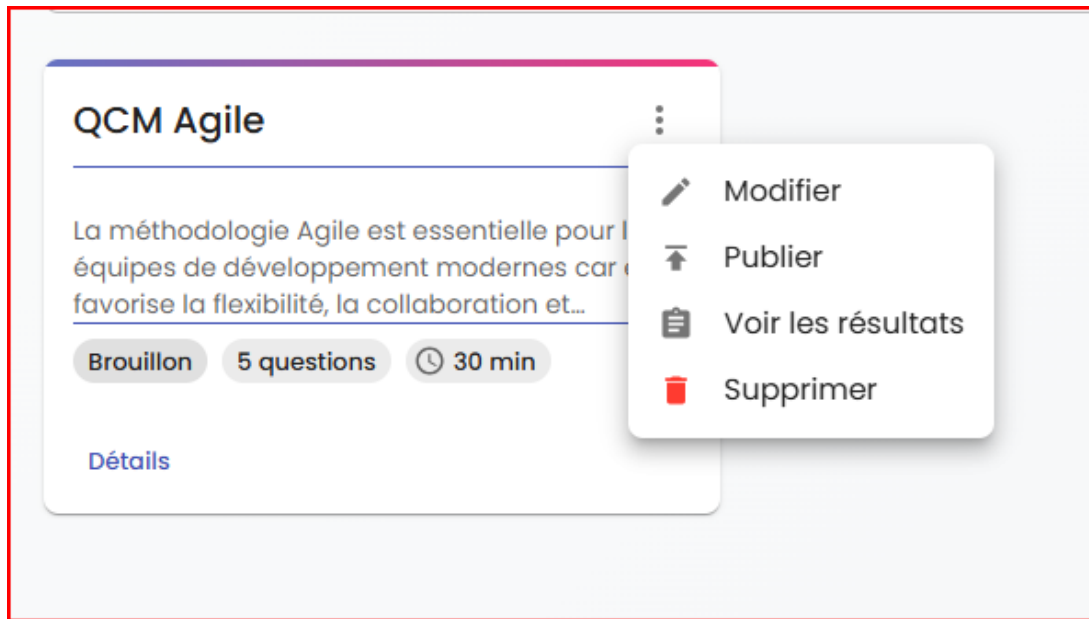 QCM Agile
La méthodologie Agile est essentielle pour l
équipes de développement modernes car
favorise la flexibilité, la collaboration et...
Brouillon 5 questions 30 min
Détails
Modifier
Publier
Voir les résultats
Supprimer